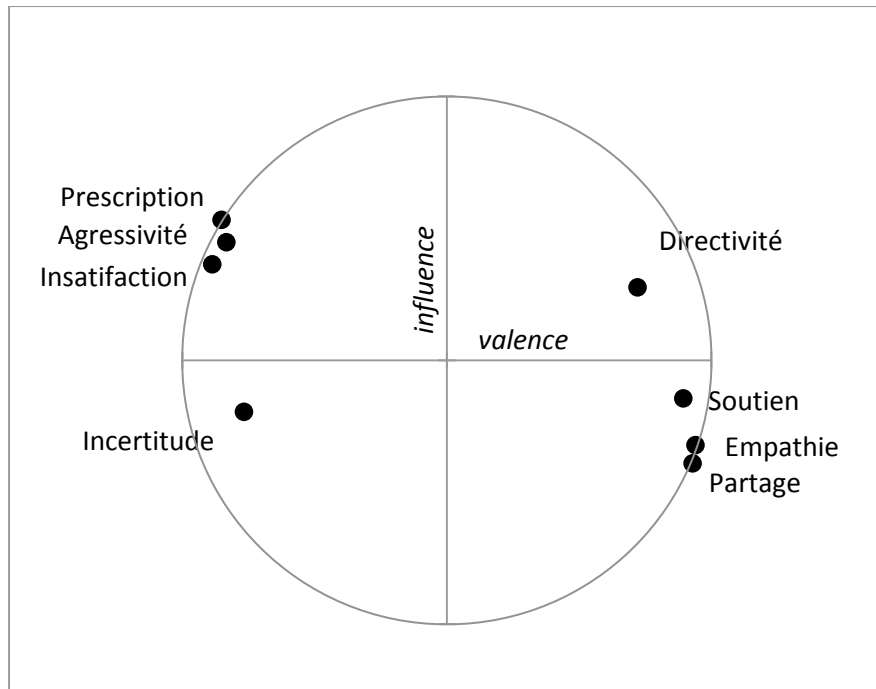 Prescription
Agressivité
Insatifaction
Directivité
influence
valence
Incertitude
Soutien
Empathie
Partage